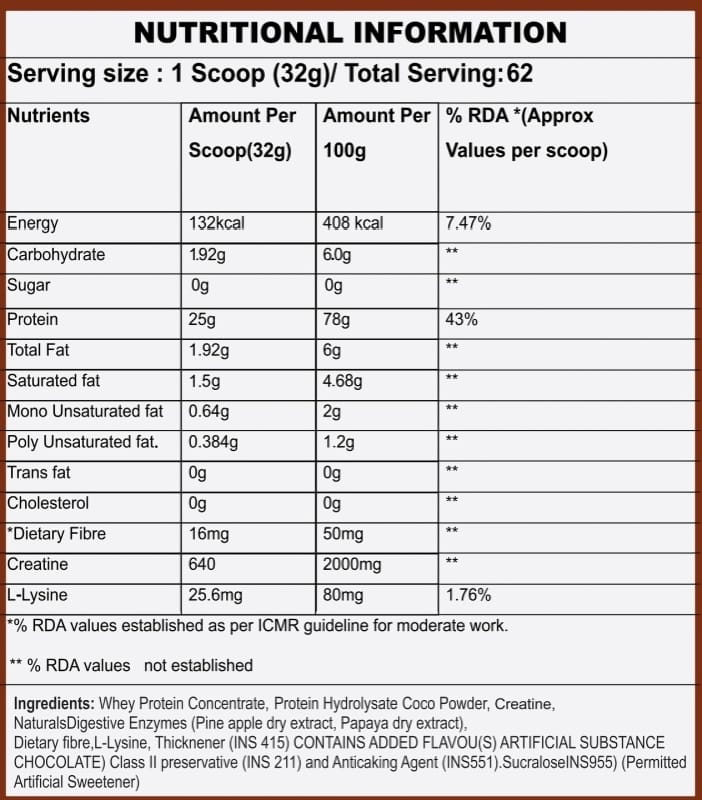 NUTRITIONAL INFORMATION
Serving size : 1 Scoop (32g)/ Total Serving:62
Nutrients Amount Per Scoop(32g) Amount Per 100g % RDA *(Approx Values per scoop)
Energy 132kcal 408 kcal 7.47%
Carbohydrate 1.92g 6.0g **
Sugar 0g 0g **
Protein 25g 78g 43%
Total Fat 1.92g 6g **
Saturated fat 1.5g 4.68g **
Mono Unsaturated fat 0.64g 2g **
Poly Unsaturated fat. 0.384g 1.2g **
Trans fat 0g 0g **
Cholesterol 0g 0g **
*Dietary Fibre 16mg 50mg **
Creatine 640 2000mg **
L-Lysine 25.6mg 80mg 1.76%
*% RDA values established as per ICMR guideline for moderate work.
** % RDA values not established
Ingredients: Whey Protein Concentrate, Protein Hydrolysate Coco Powder, Creatine,
NaturalsDigestive Enzymes (Pine apple dry extract, Papaya dry extract),
Dietary fibre,L-Lysine, Thicknener (INS 415) CONTAINS ADDED FLAVOU(S) ARTIFICIAL SUBSTANCE
CHOCOLATE) Class II preservative (INS 211) and Anticaking Agent (INS551).SucraloseINS955) (Permitted
Artificial Sweetener)